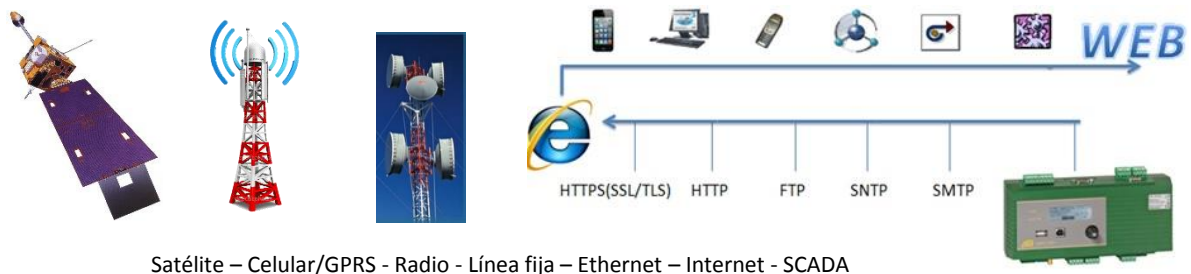 WEB
HTTPS(SSL/TLS) HTTP FTP SNTP SMTP
Satélite – Celular/GPRS - Radio - Línea fija – Ethernet – Internet - SCADA